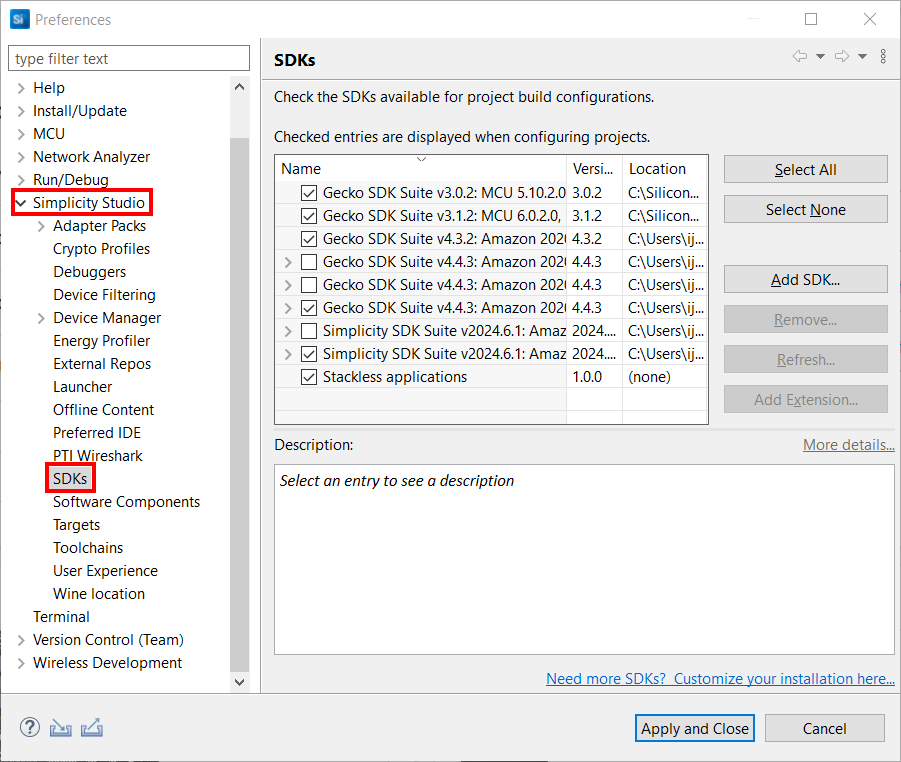 Si Preferences
type filter text
Help
Install/Update
MCU
Network Analyzer
Run/Debug
Simplicity Studio
Adapter Packs
Crypto Profiles
Debuggers
Device Filtering
Device Manager
Energy Profiler
External Repos
Launcher
Offline Content
Preferred IDE
PTI Wireshark
SDKs
Software Components
Targets
Toolchains
User Experience
Wine location
Terminal
Version Control (Team)
Wireless Development
SDKs
Check the SDKs available for project build configurations.
Checked entries are displayed when configuring projects.
Name Versi... Location
Gecko SDK Suite v3.0.2: MCU 5.10.2.0 3.0.2 C:\Silicon...
Gecko SDK Suite v3.1.2: MCU 6.0.2.0, 3.1.2 C:\Silicon...
Gecko SDK Suite v4.3.2: Amazon 202 4.3.2 C:\Users\ij...
Gecko SDK Suite v4.4.3: Amazon 202 4.4.3 C:\Users\ij...
Gecko SDK Suite v4.4.3: Amazon 202 4.4.3 C:\Users\ij...
Gecko SDK Suite v4.4.3: Amazon 202 4.4.3 C:\Users\ij...
Simplicity SDK Suite v2024.6.1: Amaz 2024.... C:\Users\ij...
Simplicity SDK Suite v2024.6.1: Amaz 2024.... C:\Users\ij...
Stackless applications 1.0.0 (none)
Select All
Select None
Add SDK...
Remove...
Refresh...
Add Extension...
Description: More details...
Select an entry to see a description
Need more SDKs? Customize your installation here...
? Apply and Close Cancel